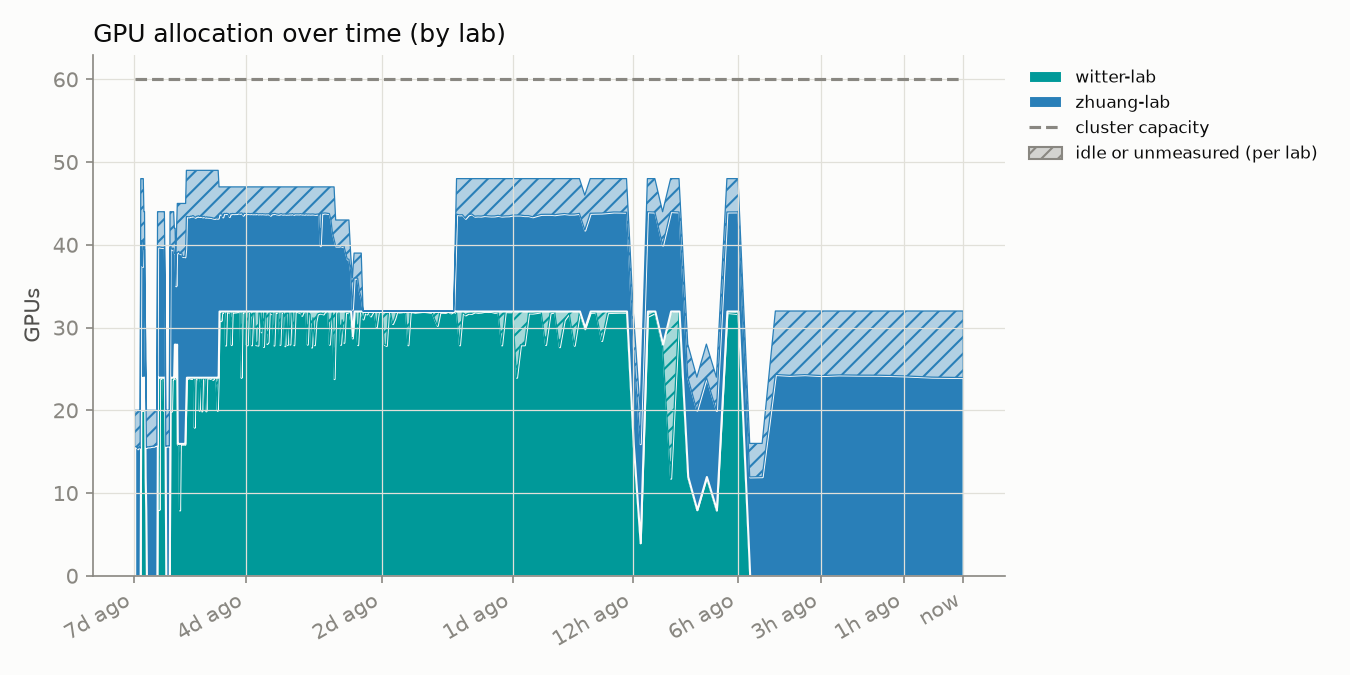 GPU allocation over time (by lab)
witter-lab
zhuang-lab
cluster capacity
idle or unmeasured (per lab)
GPUs
60
50
40
30
20
10
0
7d ago
4d ago
2d ago
1d ago
12h ago
6h ago
3h ago
1h ago
now